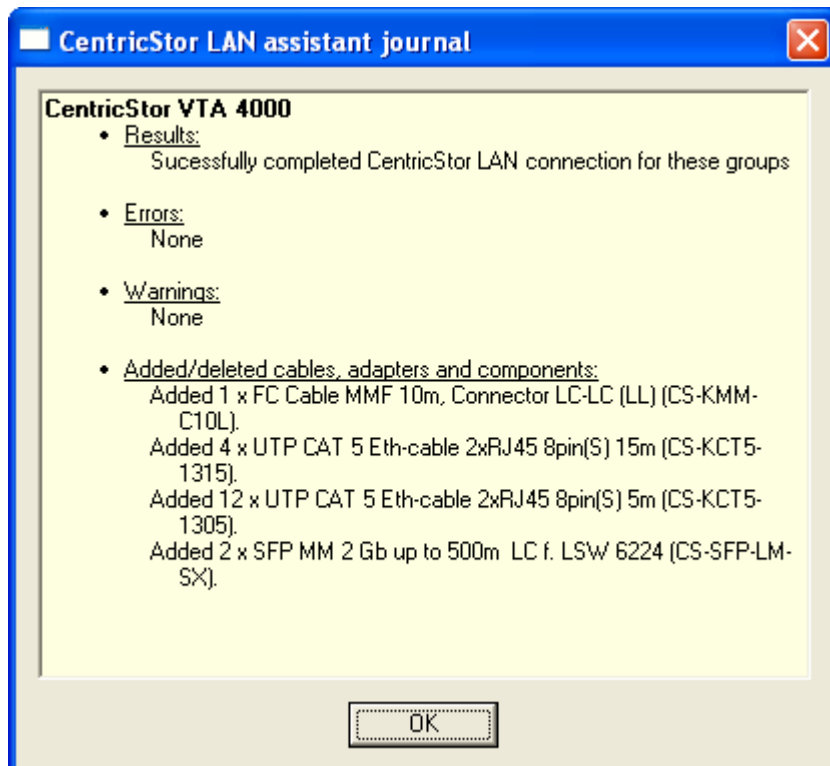 CentricStor LAN assistant journal
CentricStor VTA 4000
• Results:
Sucessfully completed CentricStor LAN connection for these groups
• Errors:
None
• Warnings:
None
• Added/deleted cables, adapters and components:
Added 1 x FC Cable MMF 10m, Connector LC-LC (LL) (CS-KMM-
C10L).
Added 4 x UTP CAT 5 Eth-cable 2xRJ45 8pin(S) 15m (CS-KCT5-
1315).
Added 12 x UTP CAT 5 Eth-cable 2xRJ45 8pin(S) 5m (CS-KCT5-
1305).
Added 2 x SFP MM 2 Gb up to 500m  LC f. LSW 6224 (CS-SFP-LM-
SX).
OK